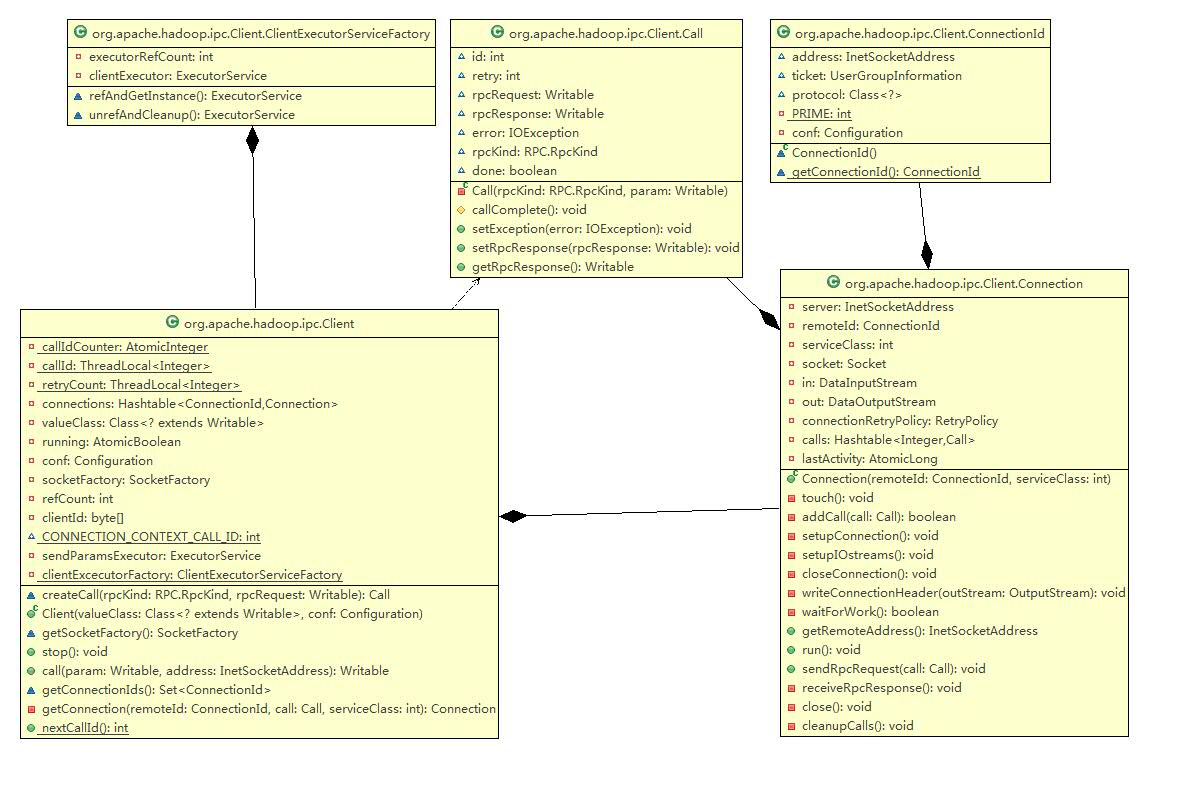 org.apache.hadoop.ipc.Client.ClientExecutorServiceFactory
executorRefCount: int
clientExecutor: ExecutorService
refAndGetInstance(): ExecutorService
unrefAndCleanup(): ExecutorService
org.apache.hadoop.ipc.Client.Call
id: int
retry: int
rpcRequest: Writable
rpcResponse: Writable
error: IOException
rpcKind: RPC.RpcKind
done: boolean
Call(rpcKind: RPC.RpcKind, param: Writable)
callComplete(): void
setException(error: IOException): void
setRpcResponse(rpcResponse: Writable): void
getRpcResponse(): Writable
org.apache.hadoop.ipc.Client.ConnectionId
address: InetSocketAddress
ticket: UserGroupInformation
protocol: Class<?>
PRIME: int
conf: Configuration
ConnectionId()
getConnectionId(): ConnectionId
org.apache.hadoop.ipc.Client
callIdCounter: AtomicInteger
callId: ThreadLocal<Integer>
retryCount: ThreadLocal<Integer>
connections: Hashtable<ConnectionId,Connection>
valueClass: Class<? extends Writable>
running: AtomicBoolean
conf: Configuration
socketFactory: SocketFactory
refCount: int
clientId: byte[]
CONNECTION_CONTEXT_CALL_ID: int
sendParamsExecutor: ExecutorService
clientExcecutorFactory: ClientExecutorServiceFactory
createCall(rpcKind: RPC.RpcKind, rpcRequest: Writable): Call
Client(valueClass: Class<? extends Writable>, conf: Configuration)
getSocketFactory(): SocketFactory
stop(): void
call(param: Writable, address: InetSocketAddress): Writable
getConnectionIds(): Set<ConnectionId>
getConnection(remoteId: ConnectionId, call: Call, serviceClass: int): Connection
nextCallId(): int
org.apache.hadoop.ipc.Client.Connection
server: InetSocketAddress
remoteId: ConnectionId
serviceClass: int
socket: Socket
in: DataInputStream
out: DataOutputStream
connectionRetryPolicy: RetryPolicy
calls: Hashtable<Integer,Call>
lastActivity: AtomicLong
Connection(remoteId: ConnectionId, serviceClass: int)
touch(): void
addCall(call: Call): boolean
setupConnection(): void
setupIOstreams(): void
closeConnection(): void
writeConnectionHeader(outStream: OutputStream): void
waitForWork(): boolean
getRemoteAddress(): InetSocketAddress
run(): void
sendRpcRequest(call: Call): void
receiveRpcResponse(): void
close(): void
cleanupCalls(): void